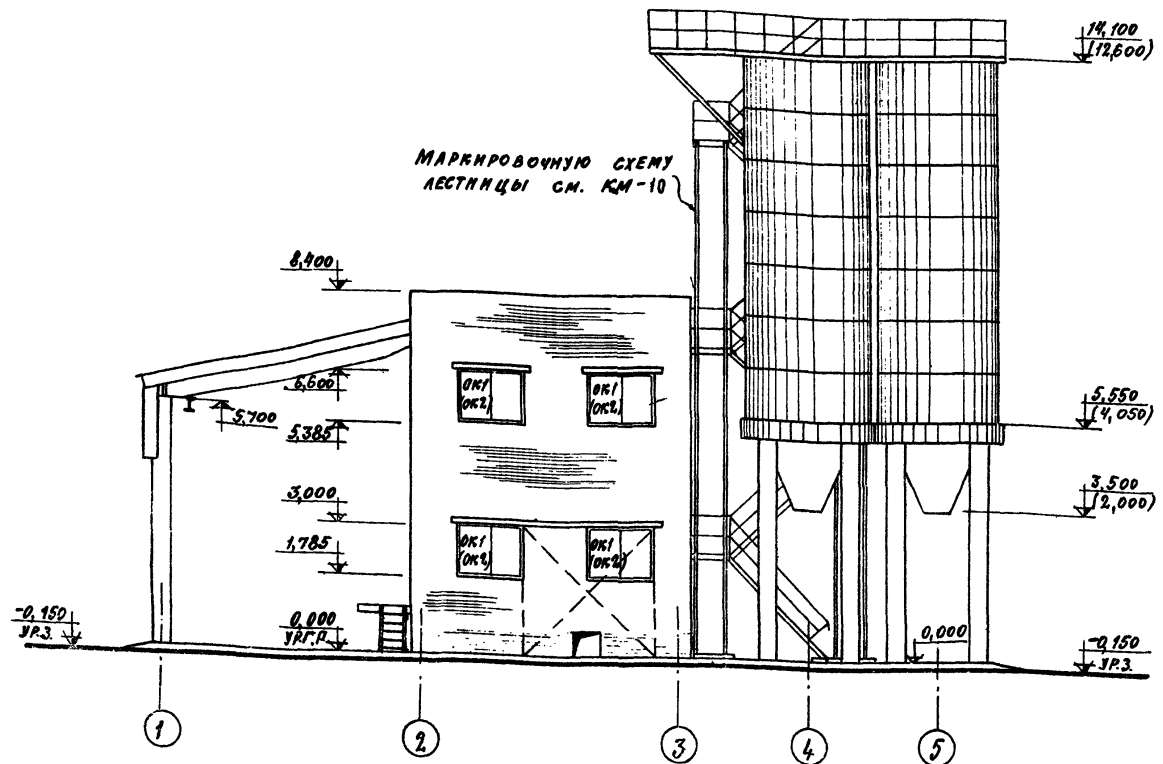 14,100
(12,600)
МАРКИРОВОЧНУЮ СХЕМУ
ЛЕСТНИЦЫ СМ. КМ-10
8,400
6,600
5,700
5,385
ОК1
(ОК2)
ОК1
(ОК2)
5,550
(4,050)
3,500
(2,000)
3,000
1,785
ОК1
(ОК2)
ОК1
(ОК2)
-0,150
УР.З.
0,000
УР.Г.Р.
0,000
-0,150
УР.З.
1
2
3
4
5